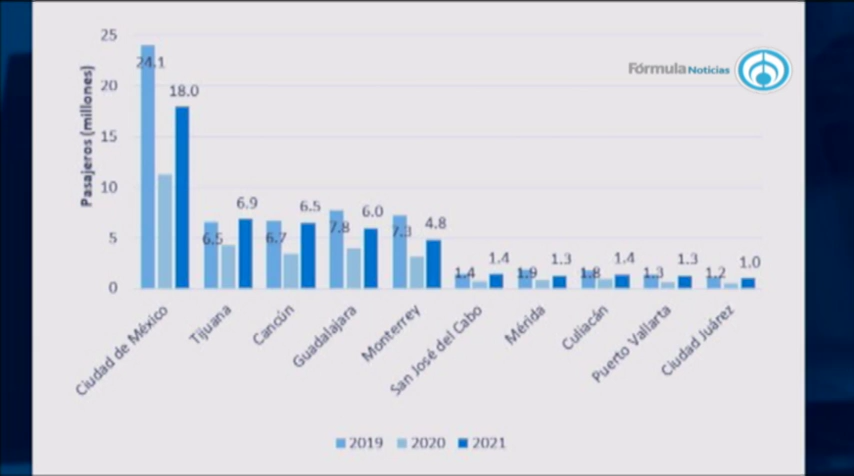 Fórmula Noticias
Pasajeros (millones)
25
20
15
10
5
0
24.1
18.0
6.5
6.9
6.7
6.5
7.8
6.0
7.3
4.8
1.4
1.4
1.9
1.3
1.8
1.4
1.3
1.3
1.2
1.0
Ciudad de México
Tijuana
Cancún
Guadalajara
Monterrey
San José del Cabo
Mérida
Culiacán
Puerto Vallarta
Ciudad Juárez
2019 2020 2021